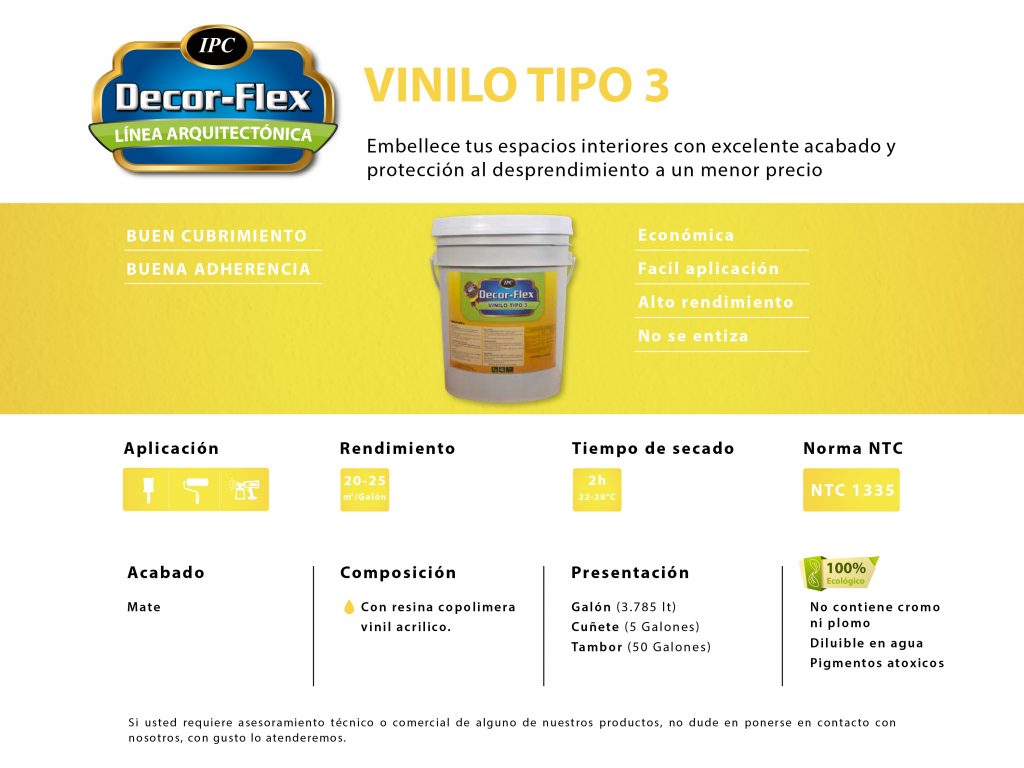 IPC
Decor-Flex
LÍNEA ARQUITECTÓNICA
VINILO TIPO 3
Embellece tus espacios interiores con excelente acabado y
protección al desprendimiento a un menor precio
BUEN CUBRIMIENTO
BUENA ADHERENCIA
IPC
Decor-Flex
VINILO TIPO 3
Económica
Facil aplicación
Alto rendimiento
No se entiza
Aplicación
Rendimiento
20-25
m²/Galón
Tiempo de secado
2h
22-28°C
Norma NTC
NTC 1335
Acabado
Mate
Composición
Con resina copolimera
vinil acrilico.
Presentación
Galón (3.785 lt)
Cuñete (5 Galones)
Tambor (50 Galones)
100%
Ecológico
No contiene cromo
ni plomo
Diluible en agua
Pigmentos atoxicos
Si usted requiere asesoramiento técnico o comercial de alguno de nuestros productos, no dude en ponerse en contacto con
nosotros, con gusto lo atenderemos.